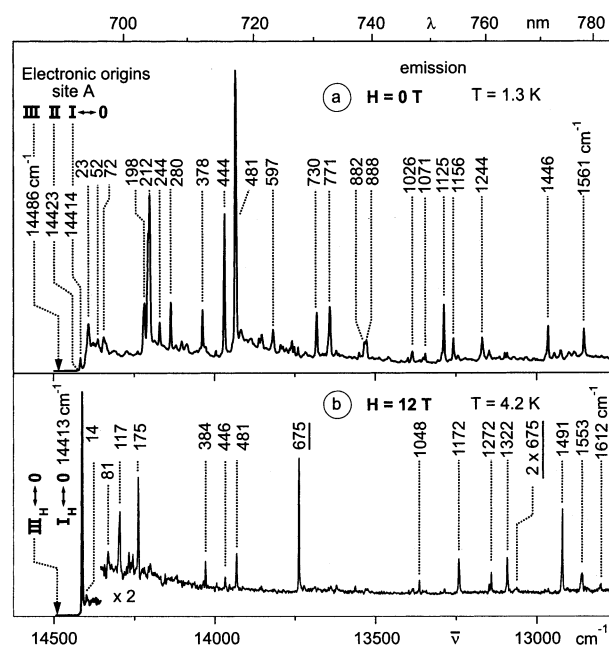 700 720 740 λ 760 nm 780
Electronic origins
site A
III II I ↔ 0
emission
a H = 0 T T = 1.3 K
14486 cm⁻¹
14423
14414
23
52
72
198
212
244
280
378
444
481
597
730
771
882
888
1026
1071
1125
1156
1244
1446
1561 cm⁻¹
b H = 12 T T = 4.2 K
III_H ↔ 0
I_H ↔ 0 14413 cm⁻¹
14
81
117
175
384
446
481
675
1048
1172
1272
1322
2 x 675
1491
1553
1612 cm⁻¹
x 2
14500 14000 13500 ν̅ 13000 cm⁻¹